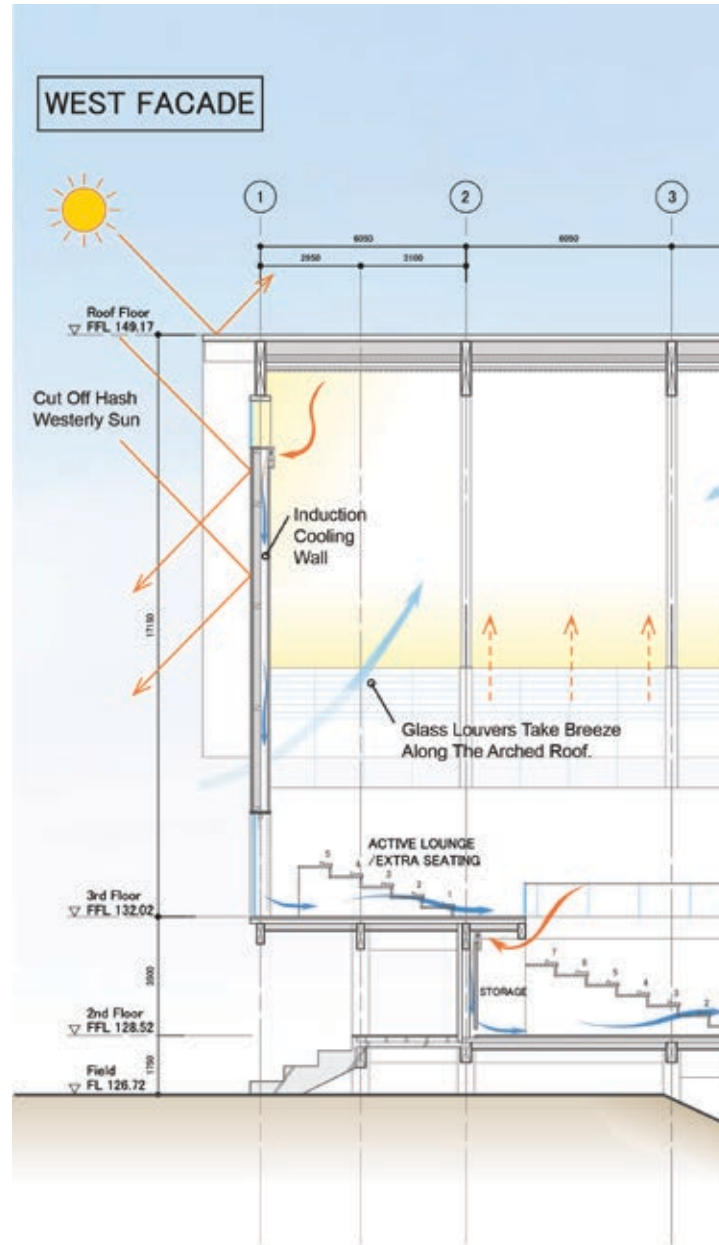 WEST FACADE
1
2
3
6050
6050
2950
3100
Roof Floor
FFL 149.17
Cut Off Hash
Westerly Sun
Induction
Cooling
Wall
17150
Glass Louvers Take Breeze
Along The Arched Roof.
ACTIVE LOUNGE
/EXTRA SEATING
5
4
3
2
1
3rd Floor
FFL 132.02
3500
7
6
5
4
3
2
STORAGE
2nd Floor
FFL 128.52
1750
Field
FL 126.72